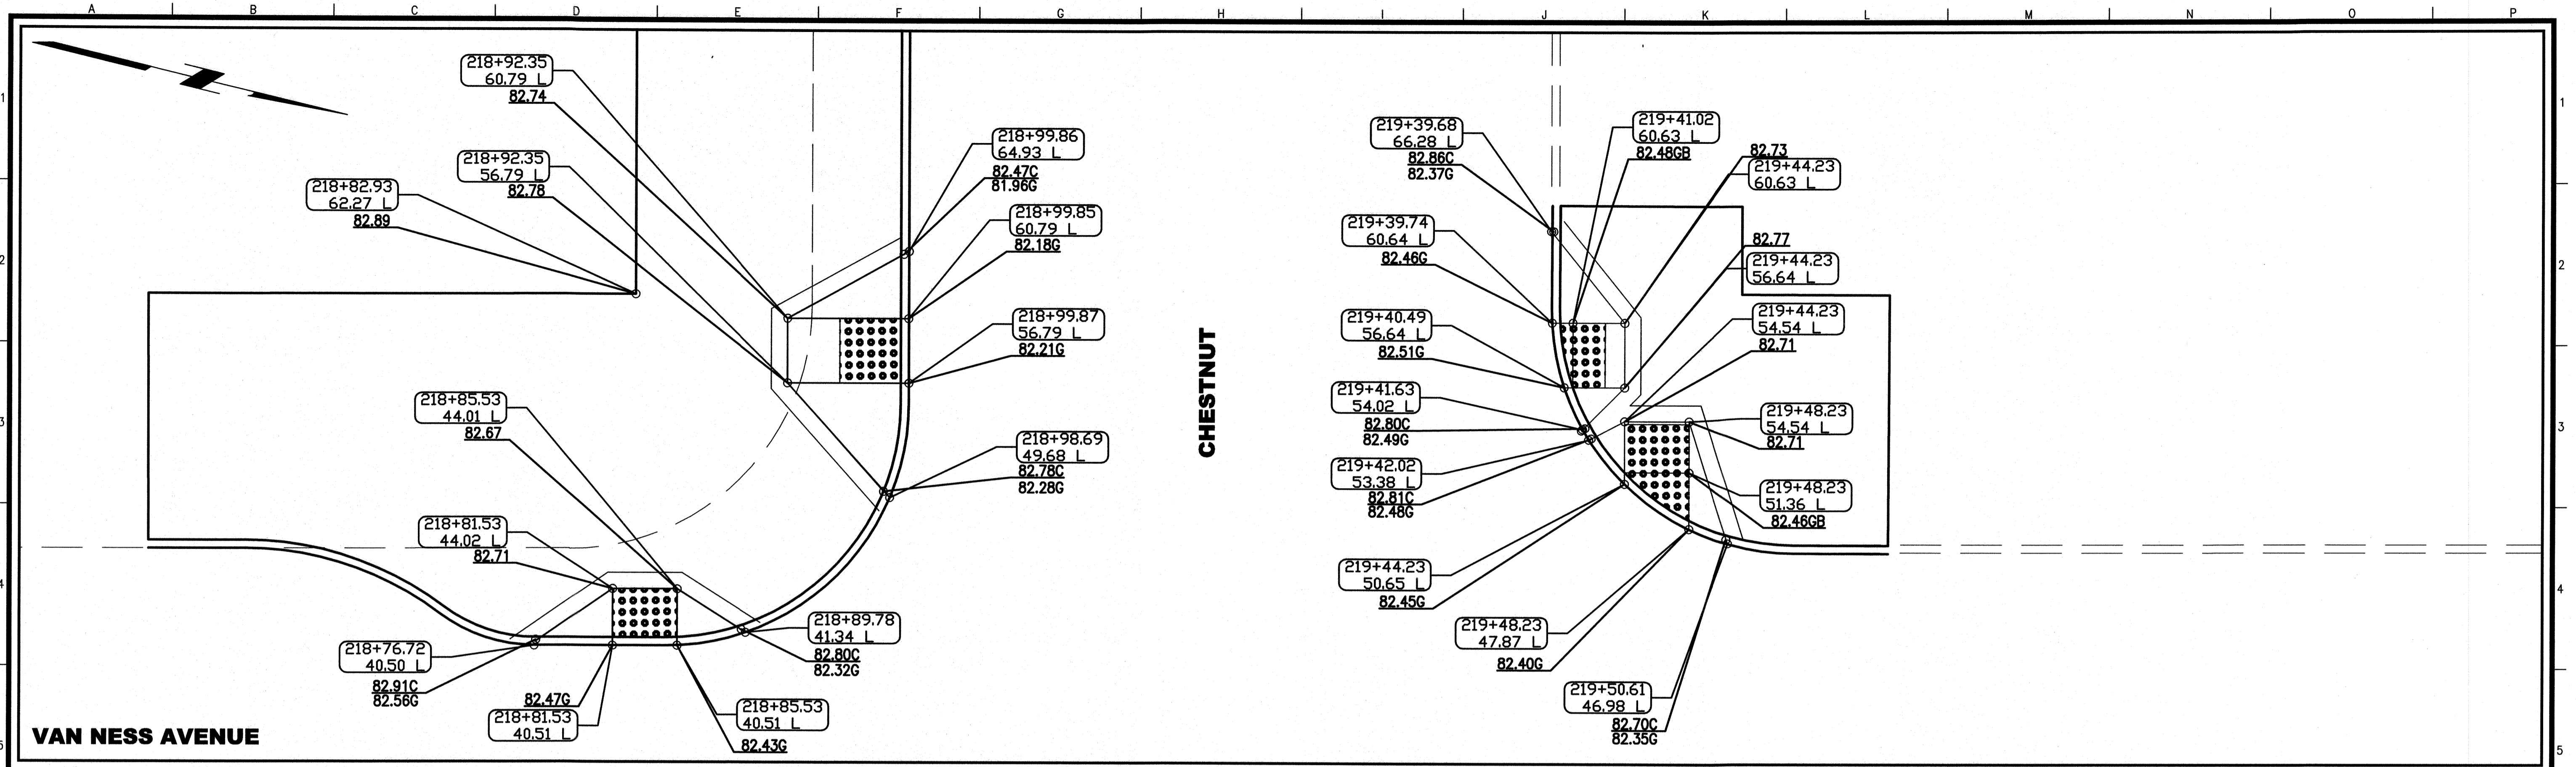 A B C D E F G H I J K L M N O P
1
2
3
4
5
218+92.35
60.79 L
82.74
218+92.35
56.79 L
82.78
218+82.93
62.27 L
82.89
218+99.86
64.93 L
82.47C
81.96G
218+99.85
60.79 L
82.18G
218+99.87
56.79 L
82.21G
218+98.69
49.68 L
82.78C
82.28G
218+85.53
44.01 L
82.67
218+81.53
44.02 L
82.71
218+76.72
40.50 L
82.91C
82.56G
82.47G
218+81.53
40.51 L
218+85.53
40.51 L
82.43G
218+89.78
41.34 L
82.80C
82.32G
VAN NESS AVENUE
CHESTNUT
219+39.68
66.28 L
82.86C
82.37G
219+41.02
60.63 L
82.48GB
82.73
219+44.23
60.63 L
219+39.74
60.64 L
82.46G
82.77
219+44.23
56.64 L
219+40.49
56.64 L
82.51G
219+44.23
54.54 L
82.71
219+41.63
54.02 L
82.80C
82.49G
219+48.23
54.54 L
82.71
219+42.02
53.38 L
82.81C
82.48G
219+48.23
51.36 L
82.46GB
219+44.23
50.65 L
82.45G
219+48.23
47.87 L
82.40G
219+50.61
46.98 L
82.70C
82.35G
1
2
3
4
5